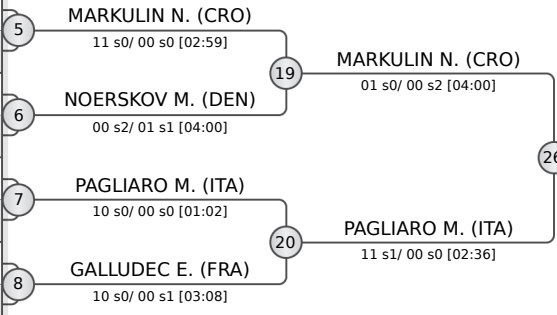 5
MARKULIN N. (CRO)
11 s0/ 00 s0 [02:59]
19
MARKULIN N. (CRO)
01 s0/ 00 s2 [04:00]
6
NOERSKOV M. (DEN)
00 s2/ 01 s1 [04:00]
26
7
PAGLIARO M. (ITA)
10 s0/ 00 s0 [01:02]
20
PAGLIARO M. (ITA)
11 s1/ 00 s0 [02:36]
8
GALLUDEC E. (FRA)
10 s0/ 00 s1 [03:08]